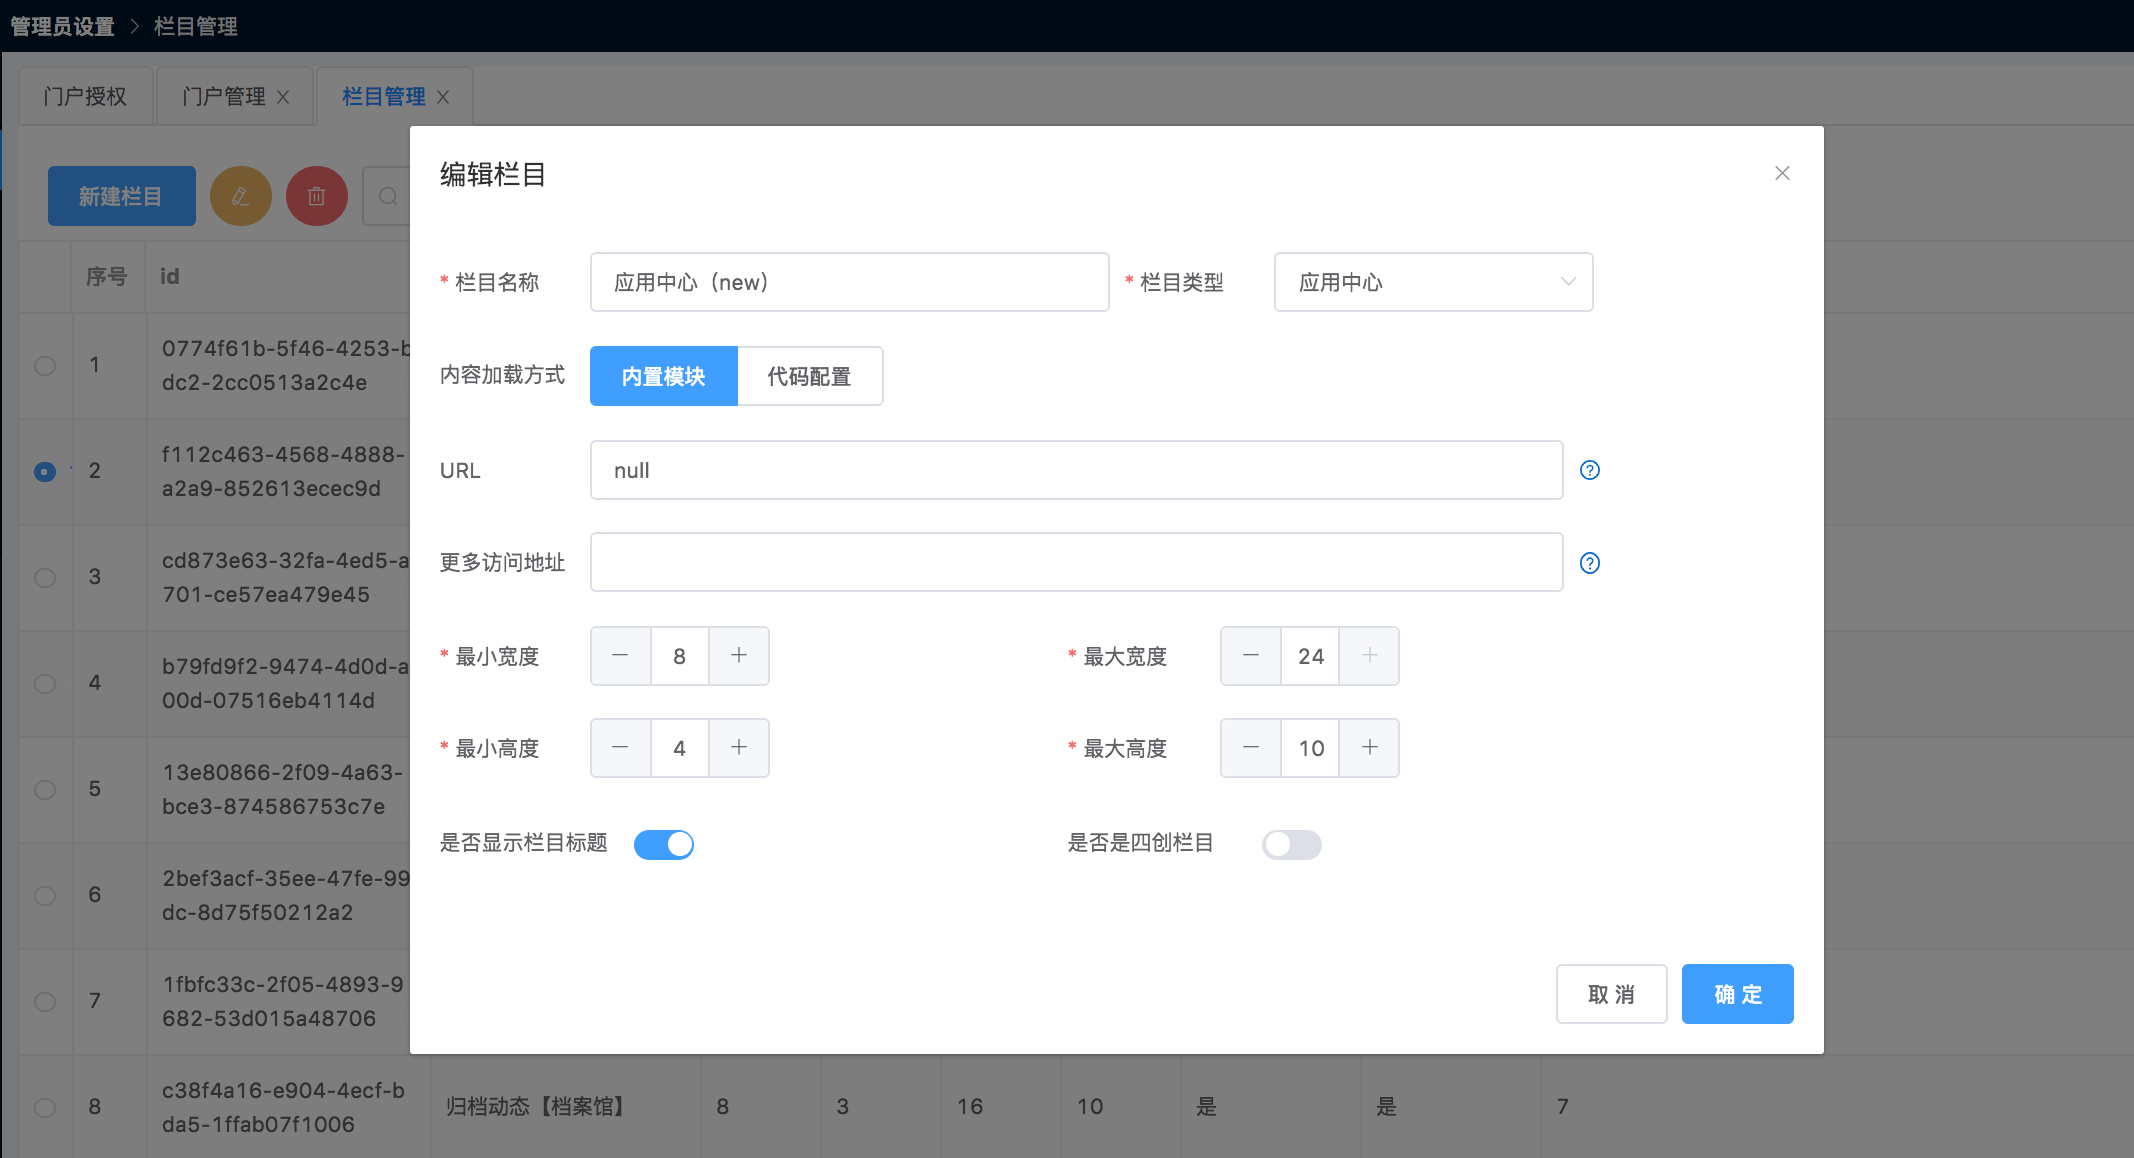 管理员设置 > 栏目管理
门户授权 门户管理 栏目管理
新建栏目
序号 id
1 0774f61b-5f46-4253-b
dc2-2cc0513a2c4e
2 f112c463-4568-4888-
a2a9-852613ecec9d
3 cd873e63-32fa-4ed5-a
701-ce57ea479e45
4 b79fd9f2-9474-4d0d-a
00d-07516eb4114d
5 13e80866-2f09-4a63-
bce3-874586753c7e
6 2bef3acf-35ee-47fe-99
dc-8d75f50212a2
7 1fbfc33c-2f05-4893-9
682-53d015a48706
8 c38f4a16-e904-4ecf-b
da5-1ffab07f1006
归档动态【档案馆】 8 3 16 10 是 是 7
编辑栏目
* 栏目名称 应用中心（new） * 栏目类型 应用中心
内容加载方式 内置模块 代码配置
URL null
更多访问地址
* 最小宽度 8 * 最大宽度 24
* 最小高度 4 * 最大高度 10
是否显示栏目标题 是否是四创栏目
取 消 确 定